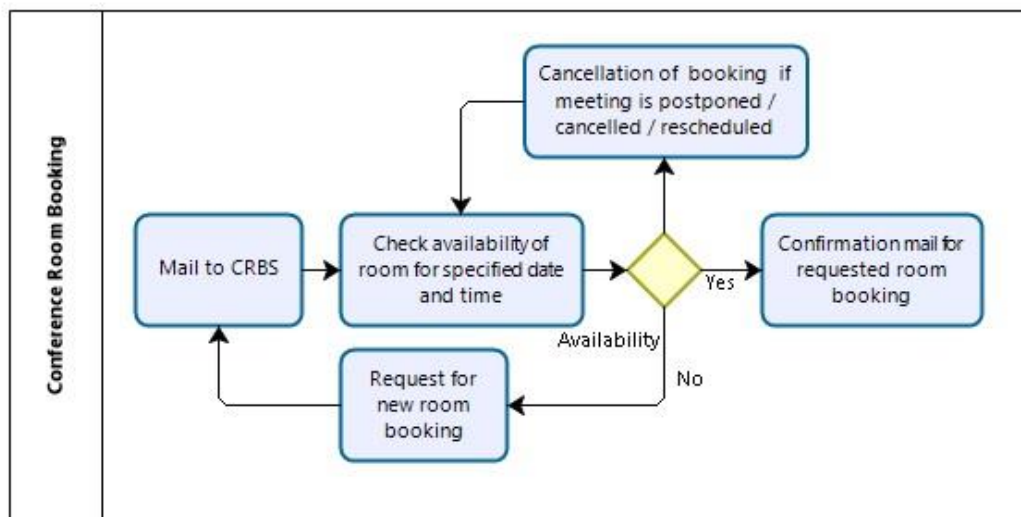 Conference Room Booking
Cancellation of booking if
meeting is postponed /
cancelled / rescheduled
Mail to CRBS
Check availability of
room for specified date
and time
Yes
Confirmation mail for
requested room
booking
Availability
No
Request for
new room
booking